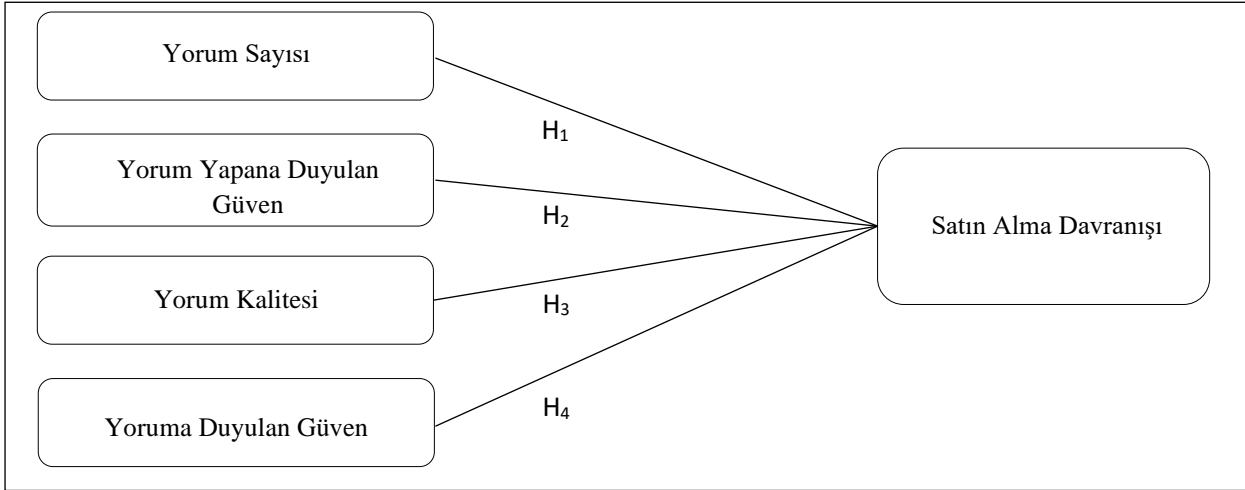 Yorum Sayısı
H₁
Yorum Yapana Duyulan
Güven
H₂
Satın Alma Davranışı
Yorum Kalitesi
H₃
Yoruma Duyulan Güven
H₄